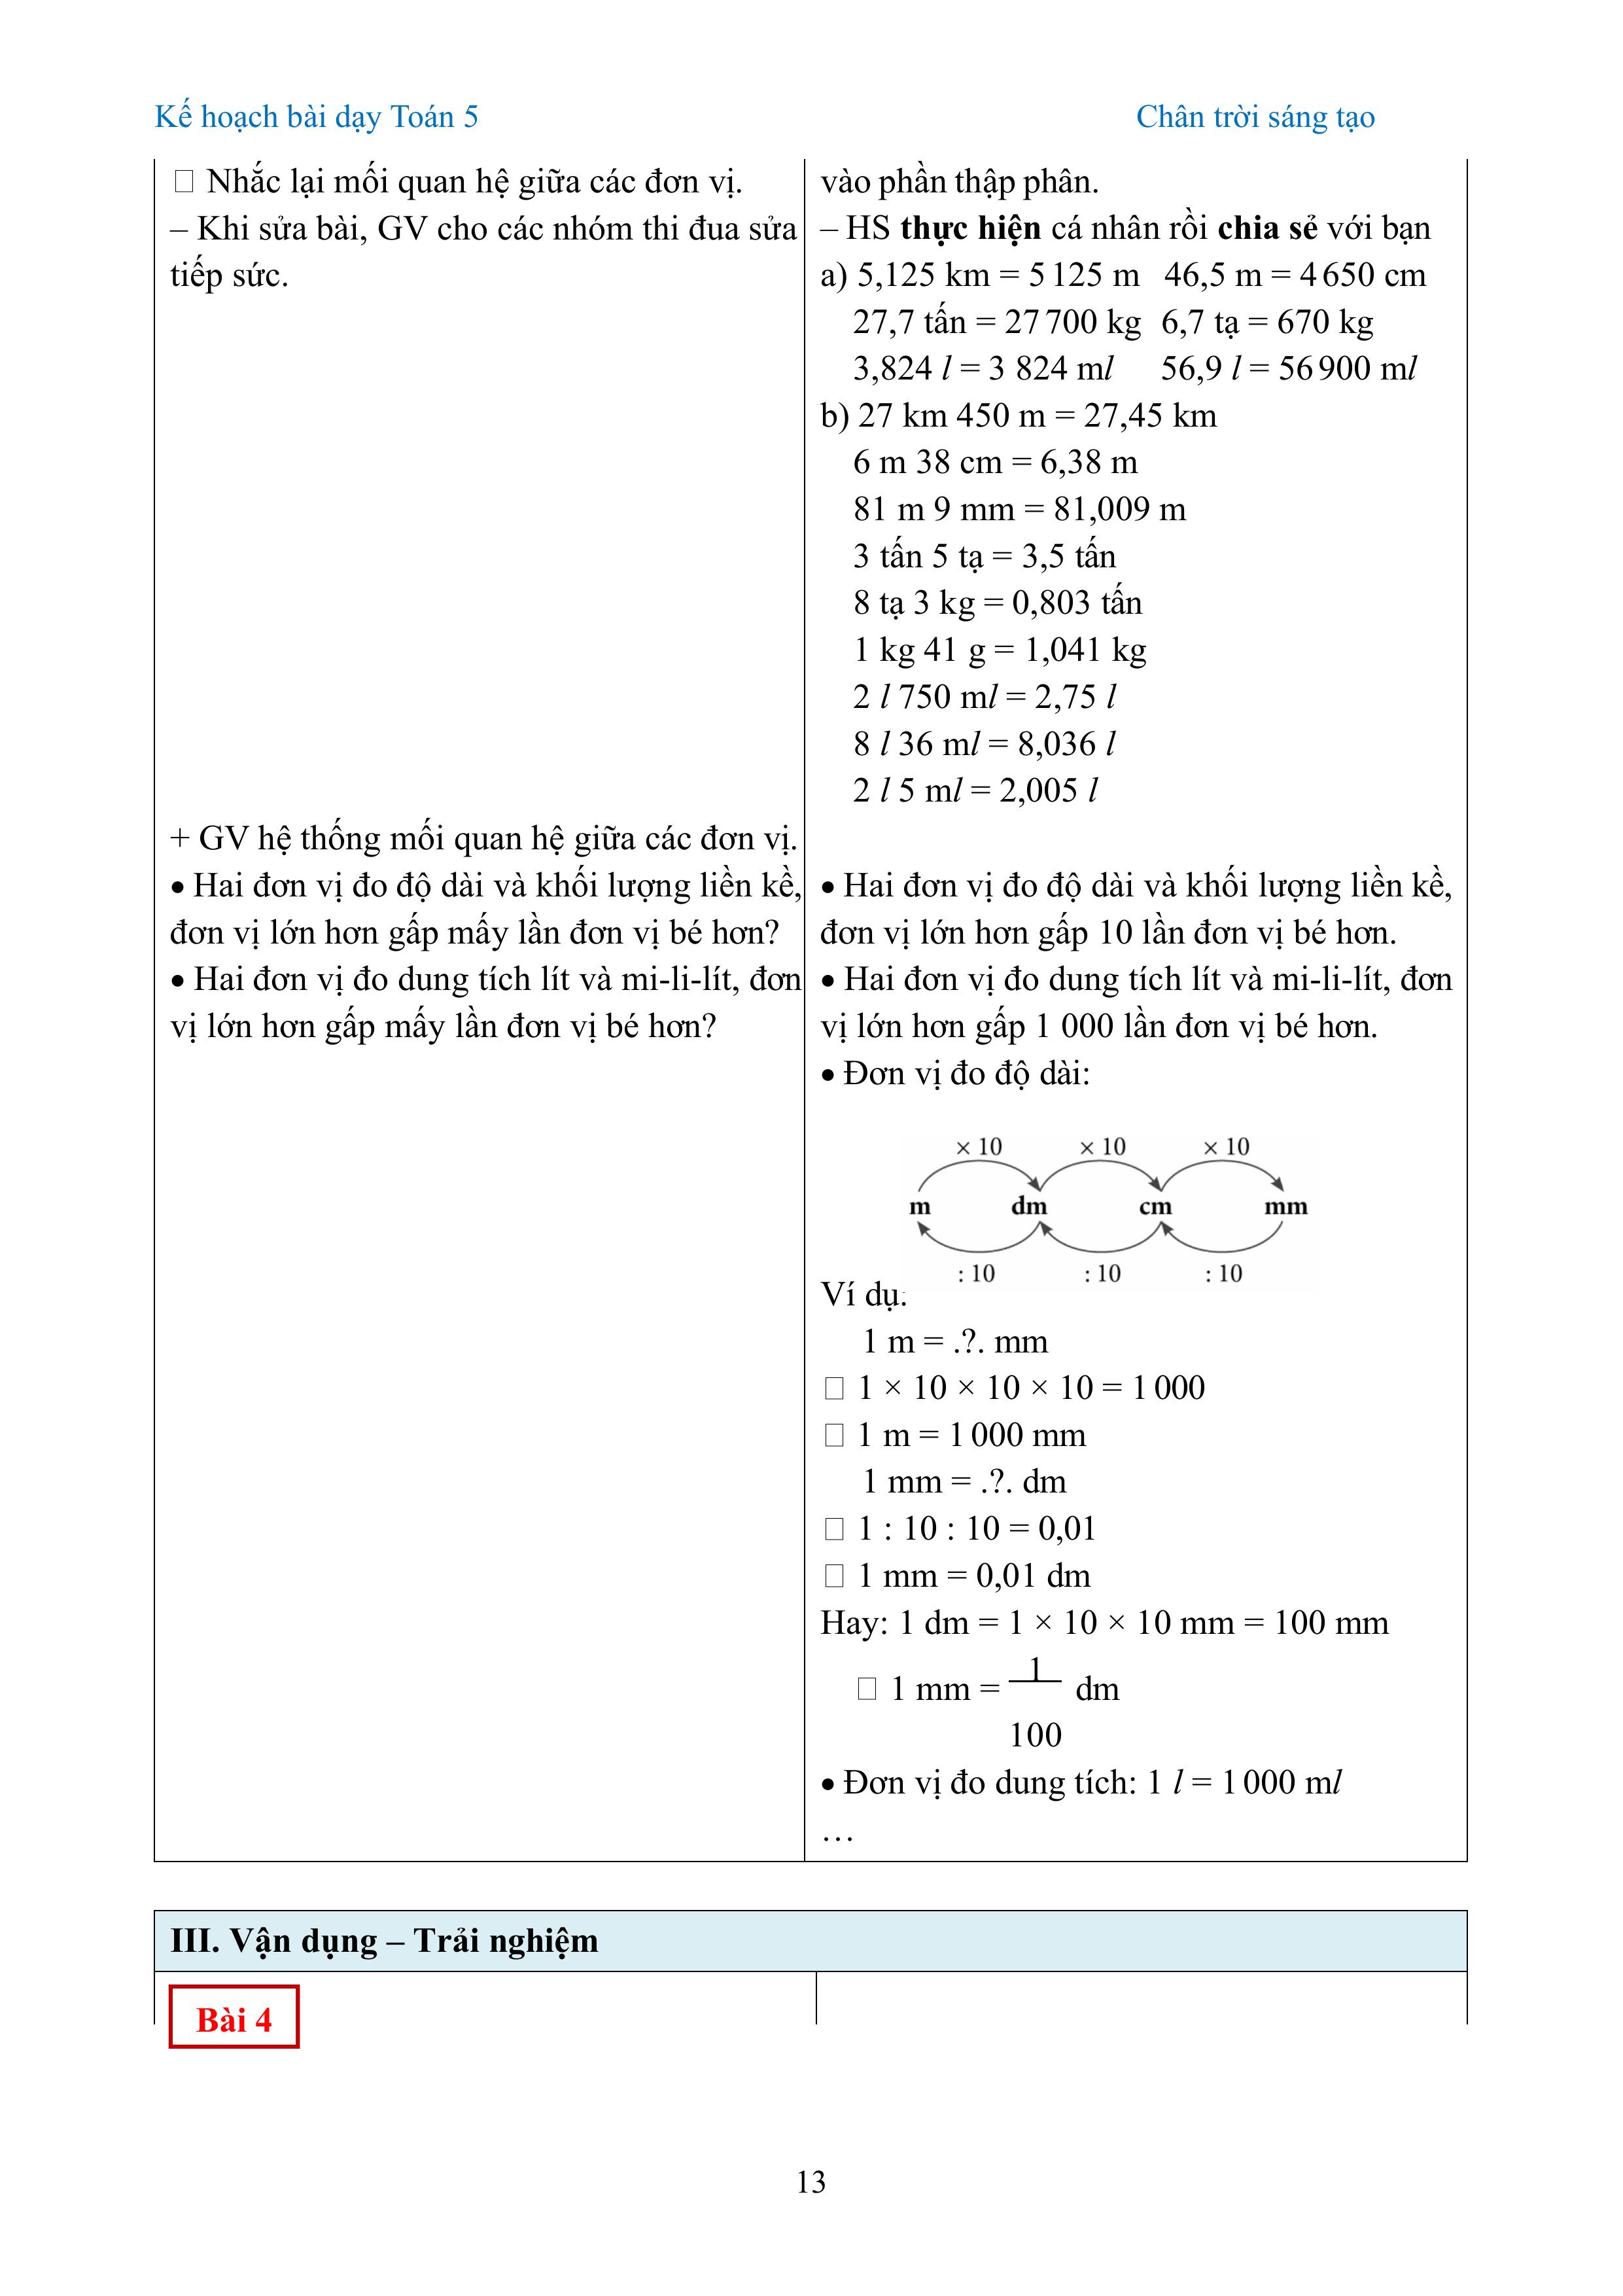 Kế hoạch bài dạy Toán 5 Chân trời sáng tạo
□ Nhắc lại mối quan hệ giữa các đơn vị.
– Khi sửa bài, GV cho các nhóm thi đua sửa
tiếp sức.
+ GV hệ thống mối quan hệ giữa các đơn vị.
• Hai đơn vị đo độ dài và khối lượng liền kề,
đơn vị lớn hơn gấp mấy lần đơn vị bé hơn?
• Hai đơn vị đo dung tích lít và mi-li-lít, đơn
vị lớn hơn gấp mấy lần đơn vị bé hơn?
vào phần thập phân.
– HS thực hiện cá nhân rồi chia sẻ với bạn
a) 5,125 km = 5 125 m 46,5 m = 4 650 cm
27,7 tấn = 27 700 kg 6,7 tạ = 670 kg
3,824 l = 3 824 ml 56,9 l = 56 900 ml
b) 27 km 450 m = 27,45 km
6 m 38 cm = 6,38 m
81 m 9 mm = 81,009 m
3 tấn 5 tạ = 3,5 tấn
8 tạ 3 kg = 0,803 tấn
1 kg 41 g = 1,041 kg
2 l 750 ml = 2,75 l
8 l 36 ml = 8,036 l
2 l 5 ml = 2,005 l
• Hai đơn vị đo độ dài và khối lượng liền kề,
đơn vị lớn hơn gấp 10 lần đơn vị bé hơn.
• Hai đơn vị đo dung tích lít và mi-li-lít, đơn
vị lớn hơn gấp 1 000 lần đơn vị bé hơn.
• Đơn vị đo độ dài:
× 10 × 10 × 10
m dm cm mm
: 10 : 10 : 10
Ví dụ:
1 m = .?. mm
□ 1 × 10 × 10 × 10 = 1 000
□ 1 m = 1 000 mm
1 mm = .?. dm
□ 1 : 10 : 10 = 0,01
□ 1 mm = 0,01 dm
Hay: 1 dm = 1 × 10 × 10 mm = 100 mm
□ 1 mm = 1/100 dm
• Đơn vị đo dung tích: 1 l = 1 000 ml
…
III. Vận dụng – Trải nghiệm
Bài 4
13